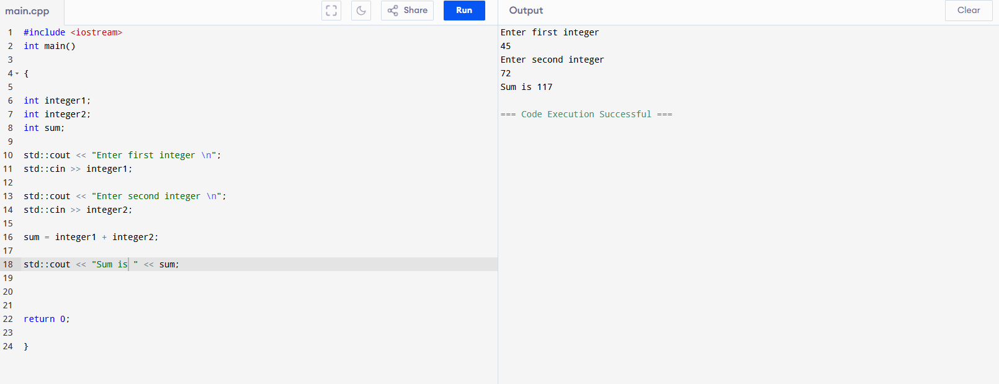 main.cpp
Share
Run
Output
Clear
1 #include <iostream>
2 int main()
3
4 {
5
6 int integer1;
7 int integer2;
8 int sum;
9
10 std::cout << "Enter first integer \n";
11 std::cin >> integer1;
12
13 std::cout << "Enter second integer \n";
14 std::cin >> integer2;
15
16 sum = integer1 + integer2;
17
18 std::cout << "Sum is " << sum;
19
20
21
22 return 0;
23
24 }
Enter first integer
45
Enter second integer
72
Sum is 117
=== Code Execution Successful ===